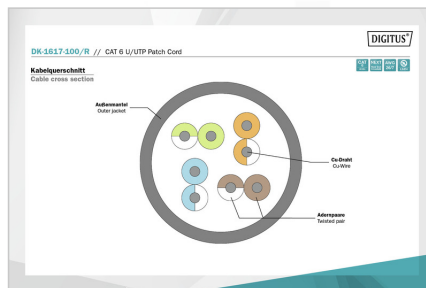 DIGITUS®
DK-1617-100/R // CAT 6 U/UTP Patch Cord
Kabelquerschnitt
Cable cross section
Außenmantel
Outer jacket
Cu-Draht
Cu-Wire
Adernpaare
Twisted pair